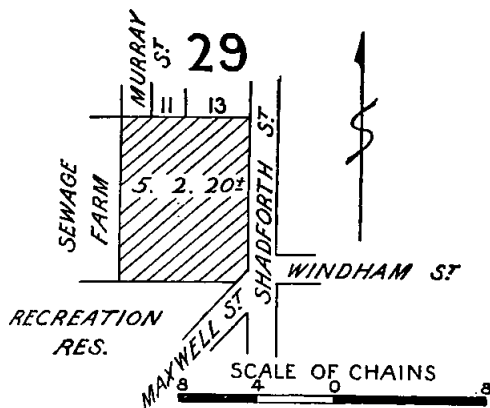 MURRAY ST
29
11
13
5. 2. 20±
SEWAGE
FARM
SHADFORTH ST
WINDHAM ST
RECREATION
RES.
MAXWELL ST
SCALE OF CHAINS
8 4 0 8